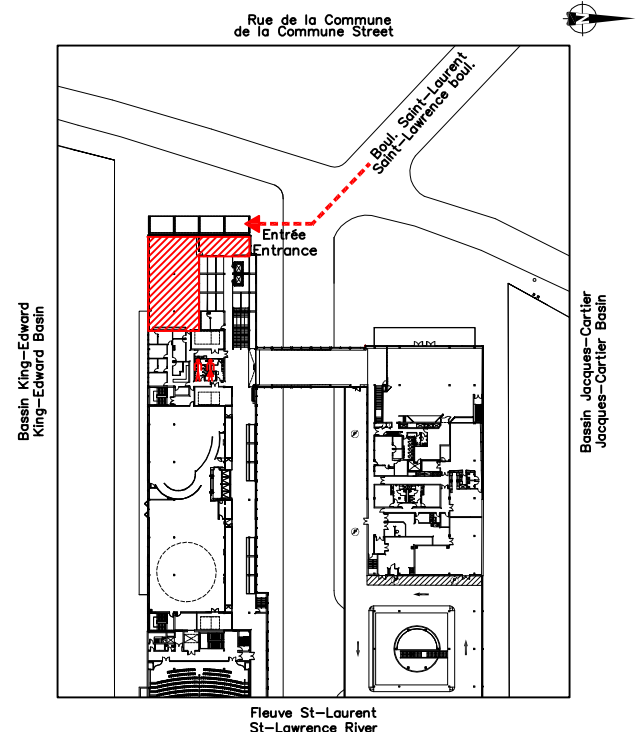 Rue de la Commune
de la Commune Street
N
Boul. Saint-Laurent
Saint-Lawrence boul.
Entrée
Entrance
Bassin King-Edward
King-Edward Basin
Bassin Jacques-Cartier
Jacques-Cartier Basin
Fleuve St-Laurent
St-Lawrence River